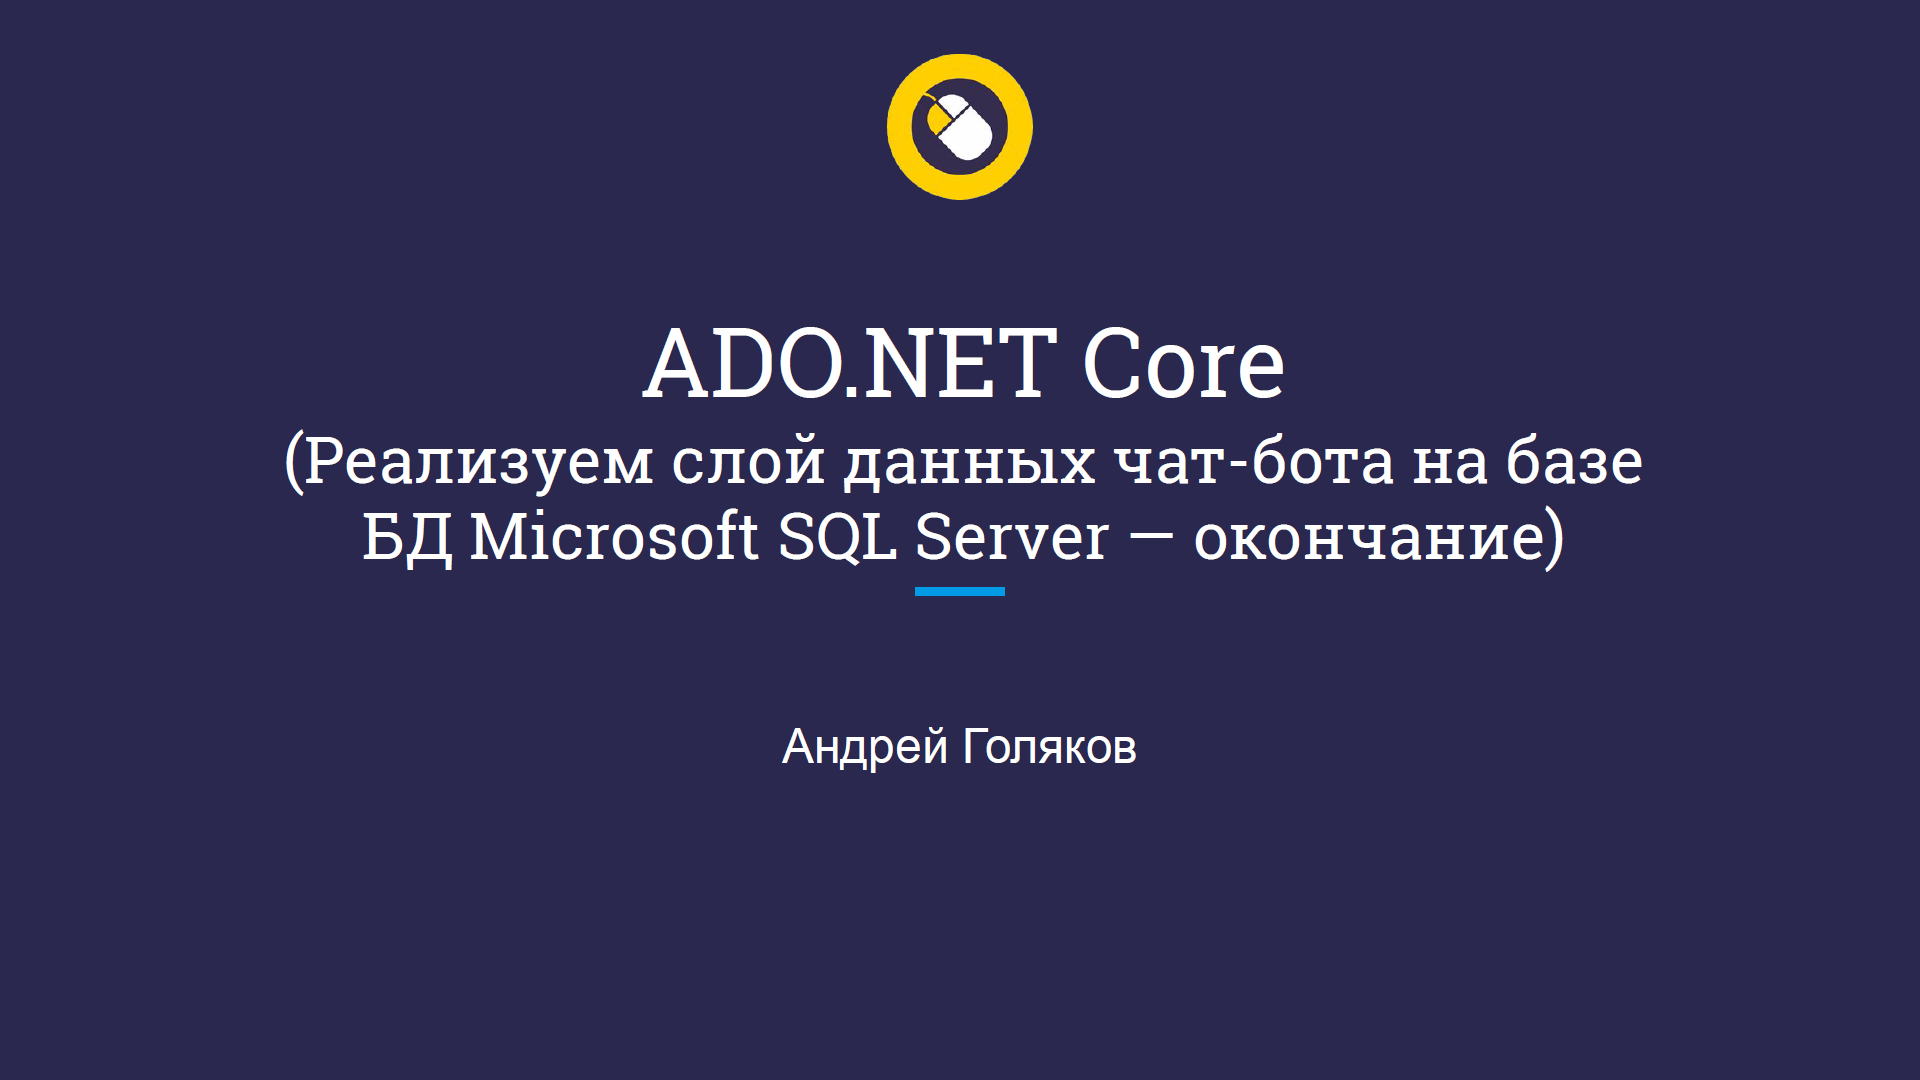 ADO.NET Core
(Реализуем слой данных чат-бота на базе
БД Microsoft SQL Server — окончание)
Андрей Голяков